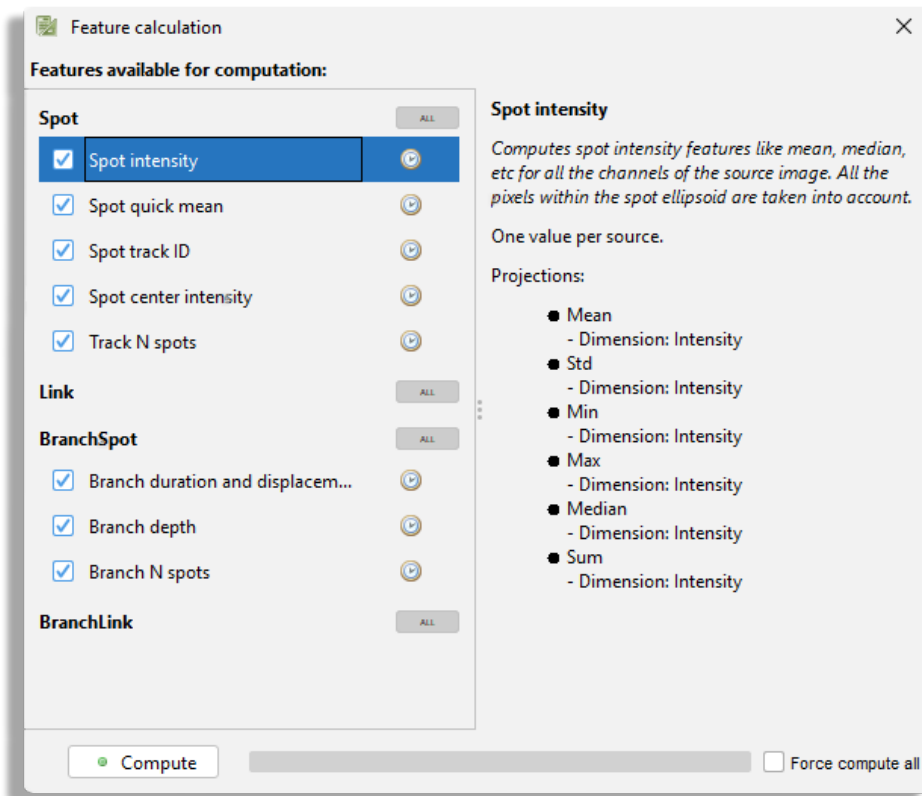 Feature calculation
Features available for computation:
Spot
ALL
Spot intensity
Spot quick mean
Spot track ID
Spot center intensity
Track N spots
Link
ALL
BranchSpot
ALL
Branch duration and displacem...
Branch depth
Branch N spots
BranchLink
ALL
Spot intensity
Computes spot intensity features like mean, median,
etc for all the channels of the source image. All the
pixels within the spot ellipsoid are taken into account.
One value per source.
Projections:
Mean
- Dimension: Intensity
Std
- Dimension: Intensity
Min
- Dimension: Intensity
Max
- Dimension: Intensity
Median
- Dimension: Intensity
Sum
- Dimension: Intensity
Compute
Force compute all